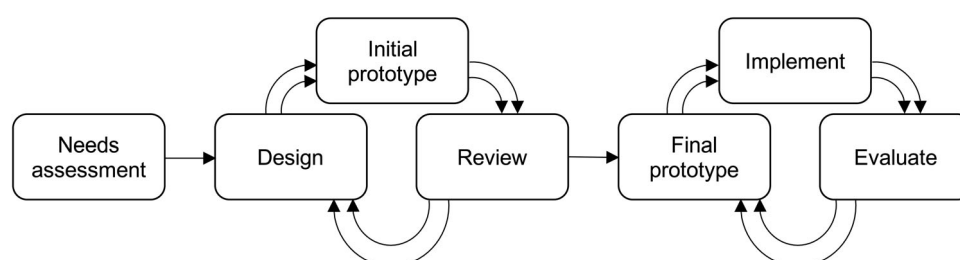 Needs
assessment
Design
Initial
prototype
Review
Final
prototype
Implement
Evaluate